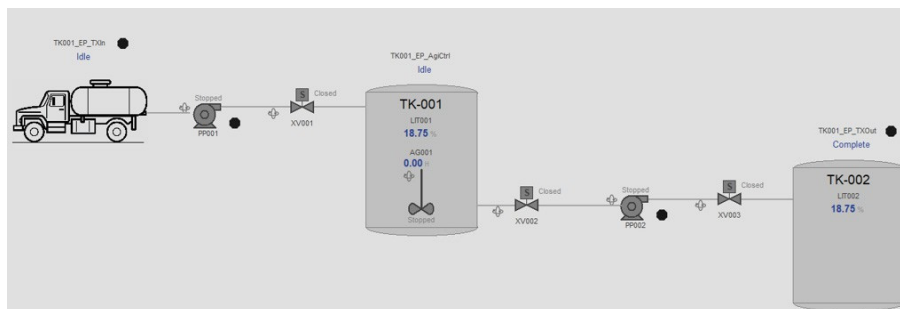 TK001_EP_TXIn
Idle
Stopped
PP001
S
Closed
XV001
TK001_EP_AgiCtrl
Idle
TK-001
LIT001
18.75 %
AG001
0.00 H
Stopped
S
Closed
XV002
Stopped
PP002
S
Closed
XV003
TK001_EP_TXOut
Complete
TK-002
LIT002
18.75 %